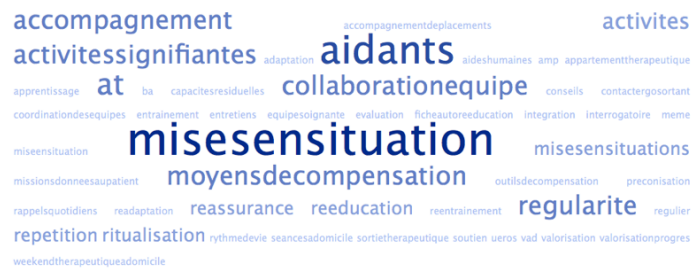 accompagnement accompagnementdeplacements activites
activitessignifiantes adaptation aidants aideshumaines amp appartementtherapeutique
apprentissage at ba capacitesresiduelles collaborationequipe conseils contactergosortant
coordinationdesequipes entrainement entretiens equipesoignante evaluation ficheautoreeducation integration interrogatoire meme
miseensituation misesensituation misesensituations
missionsdonneesaupatient moyensdecompensation outilsdecompensation preconisation
rappelsquotidiens readaptation reassurance reeducation reentrainement regularite regulier
repetition ritualisation rythmedevie seancesadomicile sortietherapeutique soutien ueros vad valorisation valorisationprogres
weekendtherapeutiqueadomicile